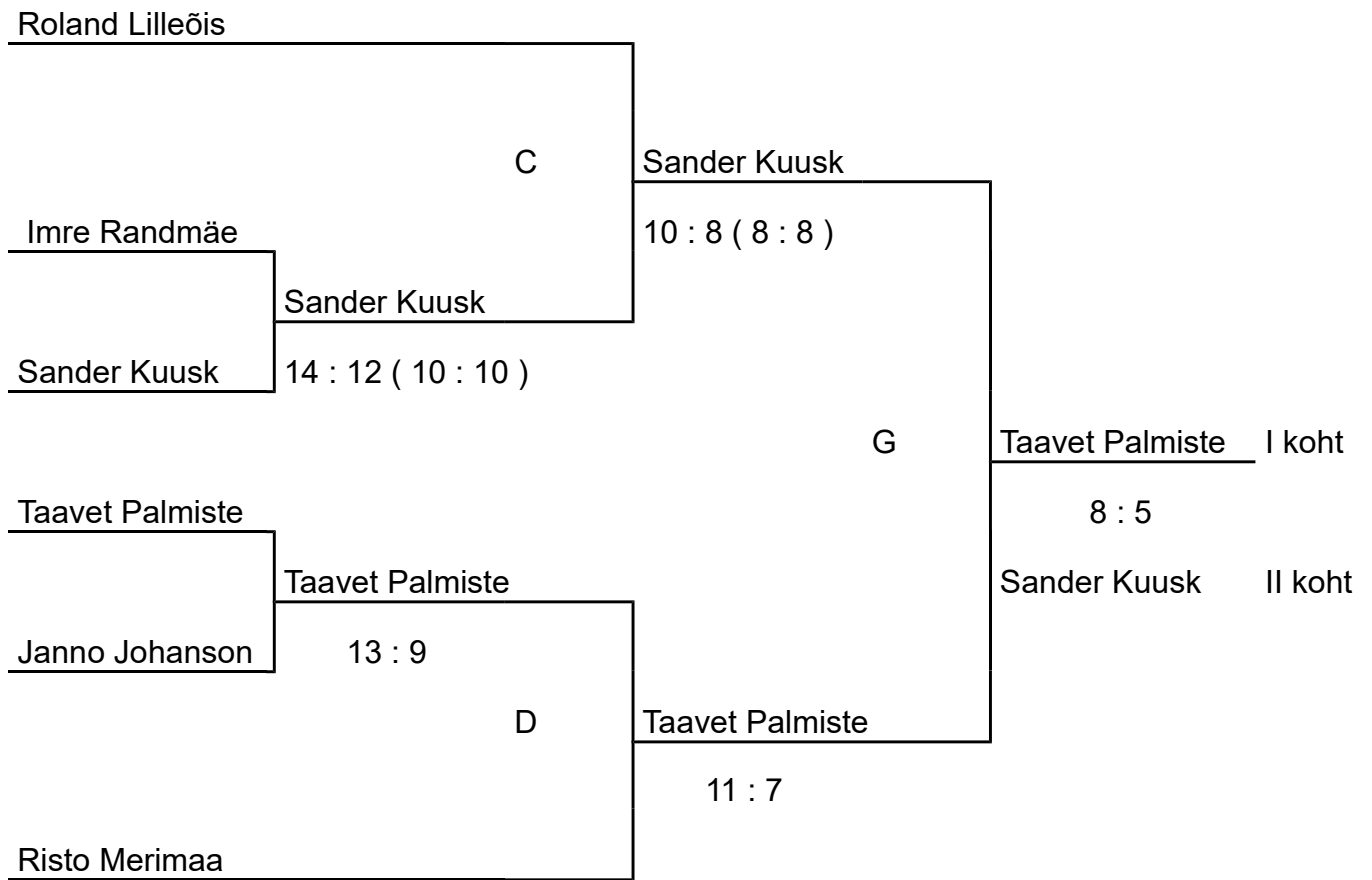 Roland Lilleõis
C Sander Kuusk
Imre Randmäe 10 : 8 ( 8 : 8 )
Sander Kuusk
Sander Kuusk 14 : 12 ( 10 : 10 )
G Taavet Palmiste I koht
Taavet Palmiste 8 : 5
Taavet Palmiste Sander Kuusk II koht
Janno Johanson 13 : 9
D Taavet Palmiste
11 : 7
Risto Merimaa